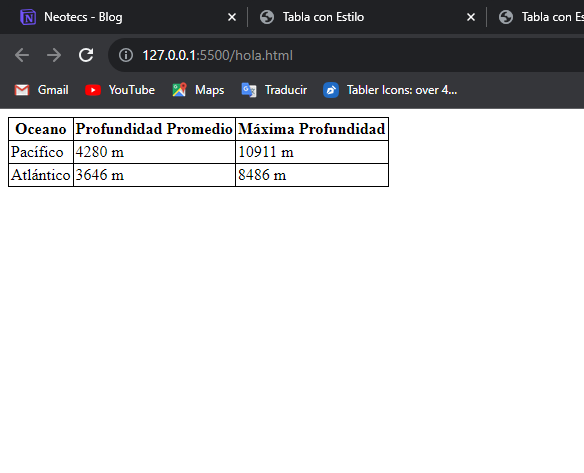 Neotecs - Blog
Tabla con Estilo
Tabla con Es
127.0.0.1:5500/hola.html
Gmail YouTube Maps Traducir Tabler Icons: over 4...
Oceano Profundidad Promedio Máxima Profundidad
Pacífico 4280 m 10911 m
Atlántico 3646 m 8486 m